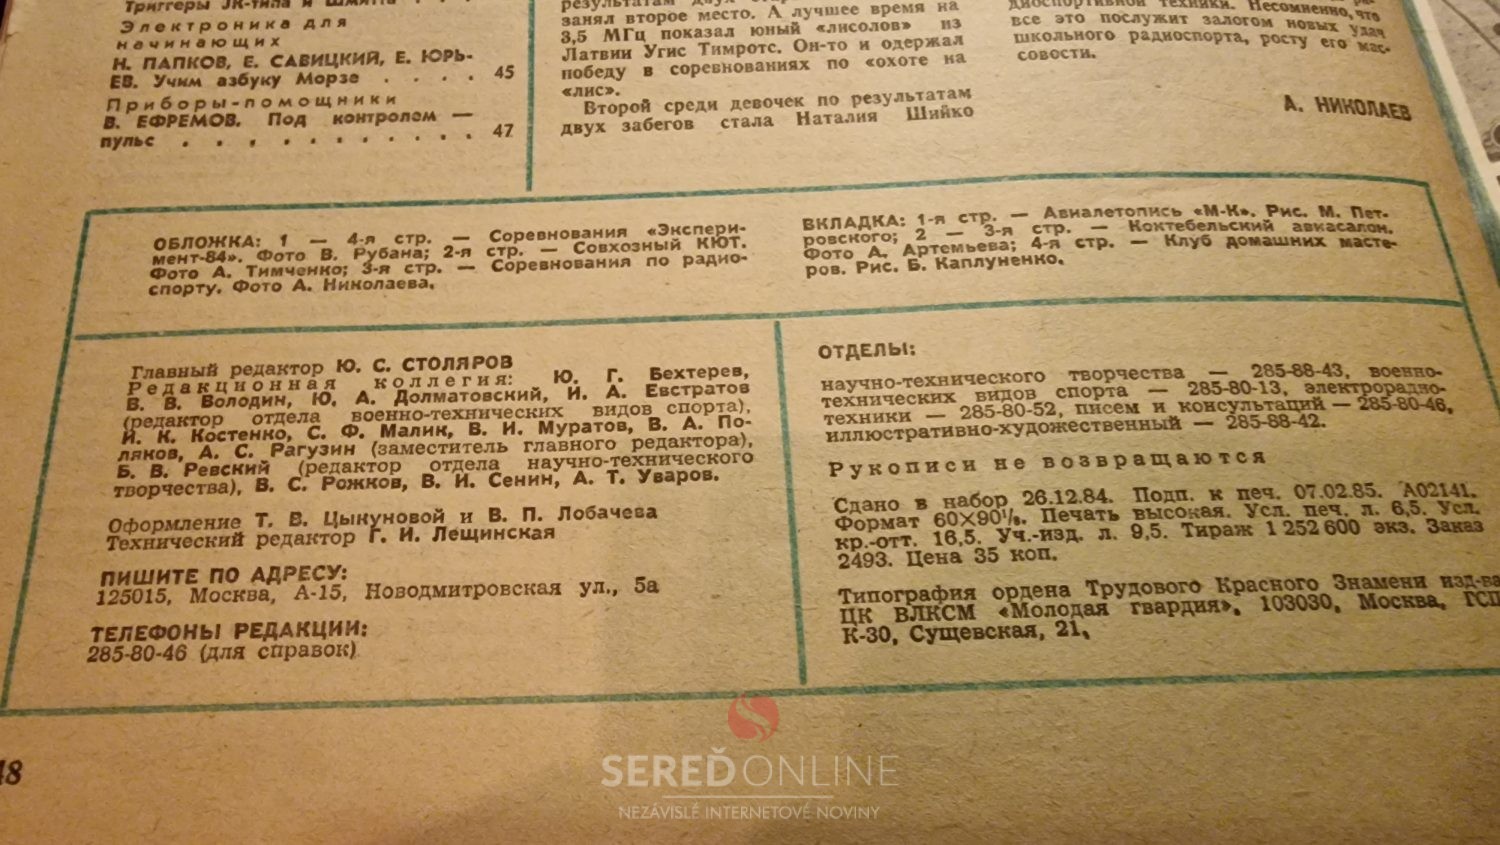 Триггеры JK-типа и Шмитта
Электроника для
начинающих
Н. ПАПКОВ, Е. САВИЦКИЙ, Е. ЮРЬ-
ЕВ. Учим азбуку Морзе . . . . 45
Приборы-помощники
В. ЕФРЕМОВ. Под контролем —
пульс . . . . . . . . . . 47
занял второе место. А лучшее время на
3,5 МГц показал юный «лисолов» из
Латвии Угис Тимротс. Он-то и одержал
победу в соревнованиях по «охоте на
«лис».
Второй среди девочек по результатам
двух забегов стала Наталия Шийко
диоспортивной техники. Несомненно, что
все это послужит залогом новых удач
школьного радиоспорта, росту его мас-
совости.
А. НИКОЛАЕВ
ОБЛОЖКА: 1 — 4-я стр. — Соревнования «Экспери-
мент-84». Фото В. Рубана; 2-я стр. — Совхозный КЮТ.
Фото А. Тимченко; 3-я стр. — Соревнования по радио-
спорту. Фото А. Николаева.
ВКЛАДКА: 1-я стр. — Авиалетопись «М-К». Рис. М. Пет-
ровского; 2 — 3-я стр. — Коктебельский авкасалон.
Фото А. Артемьева; 4-я стр. — Клуб домашних масте-
ров. Рис. Б. Каплуненко.
Главный редактор Ю. С. СТОЛЯРОВ
Редакционная коллегия: Ю. Г. Бехтерев,
В. В. Володин, Ю. А. Долматовский, И. А. Евстратов
(редактор отдела военно-технических видов спорта),
И. К. Костенко, С. Ф. Малик, В. И. Муратов, В. А. По-
ляков, А. С. Рагузин (заместитель главного редактора),
Б. В. Ревский (редактор отдела научно-технического
творчества), В. С. Рожков, В. И. Сенин, А. Т. Уваров.
Оформление Т. В. Цыкуновой и В. П. Лобачева
Технический редактор Г. И. Лещинская
ПИШИТЕ ПО АДРЕСУ:
125015, Москва, А-15, Новодмитровская ул., 5а
ТЕЛЕФОНЫ РЕДАКЦИИ:
285-80-46 (для справок)
ОТДЕЛЫ:
научно-технического творчества — 285-88-43, военно-
технических видов спорта — 285-80-13, электрорадио-
техники — 285-80-52, писем и консультаций — 285-80-46,
иллюстративно-художественный — 285-88-42.
Рукописи не возвращаются
Сдано в набор 26.12.84. Подп. к печ. 07.02.85. А02141.
Формат 60×90¹/₈. Печать высокая. Усл. печ. л. 6,5. Усл.
кр.-отт. 16,5. Уч.-изд. л. 9,5. Тираж 1 252 600 экз. Заказ
2493. Цена 35 коп.
Типография ордена Трудового Красного Знамени изд-ва
ЦК ВЛКСМ «Молодая гвардия», 103030, Москва, ГСП
К-30, Сущевская, 21.
48
SEREĎONLINE
NEZÁVISLÉ INTERNETOVÉ NOVINY